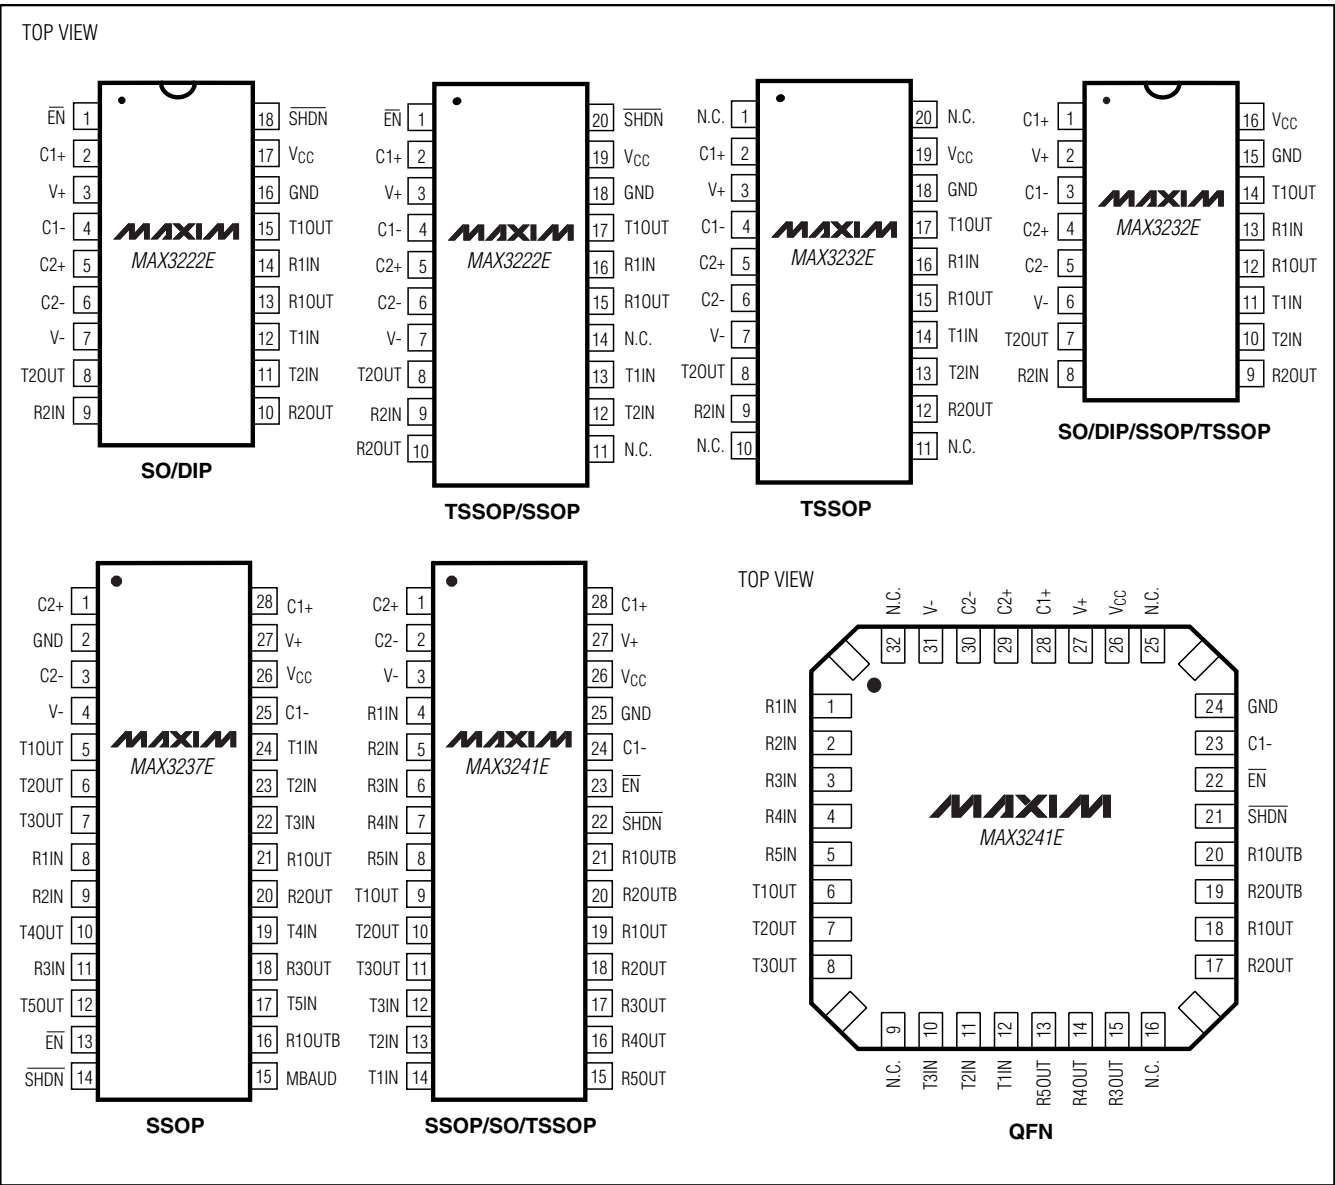 TOP VIEW
EN 1 18 SHDN
C1+ 2 17 VCC
V+ 3 16 GND
C1- 4 15 T1OUT
C2+ 5 14 R1IN
C2- 6 13 R1OUT
V- 7 12 T1IN
T2OUT 8 11 T2IN
R2IN 9 10 R2OUT
MAXIM
MAX3222E
SO/DIP
EN 1 20 SHDN
C1+ 2 19 VCC
V+ 3 18 GND
C1- 4 17 T1OUT
C2+ 5 16 R1IN
C2- 6 15 R1OUT
V- 7 14 N.C.
T2OUT 8 13 T1IN
R2IN 9 12 T2IN
R2OUT 10 11 N.C.
MAXIM
MAX3222E
TSSOP/SSOP
N.C. 1 20 N.C.
C1+ 2 19 VCC
V+ 3 18 GND
C1- 4 17 T1OUT
C2+ 5 16 R1IN
C2- 6 15 R1OUT
V- 7 14 T1IN
T2OUT 8 13 T2IN
R2IN 9 12 R2OUT
N.C. 10 11 N.C.
MAXIM
MAX3232E
TSSOP
C1+ 1 16 VCC
V+ 2 15 GND
C1- 3 14 T1OUT
C2+ 4 13 R1IN
C2- 5 12 R1OUT
V- 6 11 T1IN
T2OUT 7 10 T2IN
R2IN 8 9 R2OUT
MAXIM
MAX3232E
SO/DIP/SSOP/TSSOP
C2+ 1 28 C1+
GND 2 27 V+
C2- 3 26 VCC
V- 4 25 C1-
T1OUT 5 24 T1IN
T2OUT 6 23 T2IN
T3OUT 7 22 T3IN
R1IN 8 21 R1OUT
R2IN 9 20 R2OUT
T4OUT 10 19 T4IN
R3IN 11 18 R3OUT
T5OUT 12 17 T5IN
EN 13 16 R1OUTB
SHDN 14 15 MBAUD
MAXIM
MAX3237E
SSOP
C2+ 1 28 C1+
C2- 2 27 V+
V- 3 26 VCC
R1IN 4 25 GND
R2IN 5 24 C1-
R3IN 6 23 EN
R4IN 7 22 SHDN
R5IN 8 21 R1OUTB
T1OUT 9 20 R2OUTB
T2OUT 10 19 R1OUT
T3OUT 11 18 R2OUT
T3IN 12 17 R3OUT
T2IN 13 16 R4OUT
T1IN 14 15 R5OUT
MAXIM
MAX3241E
SSOP/SO/TSSOP
TOP VIEW
N.C. V- C2- C2+ C1+ V+ VCC N.C.
32 31 30 29 28 27 26 25
R1IN 1 24 GND
R2IN 2 23 C1-
R3IN 3 22 EN
R4IN 4 21 SHDN
R5IN 5 20 R1OUTB
T1OUT 6 19 R2OUTB
T2OUT 7 18 R1OUT
T3OUT 8 17 R2OUT
MAXIM
MAX3241E
9 10 11 12 13 14 15 16
N.C. T3IN T2IN T1IN R5OUT R4OUT R3OUT N.C.
QFN